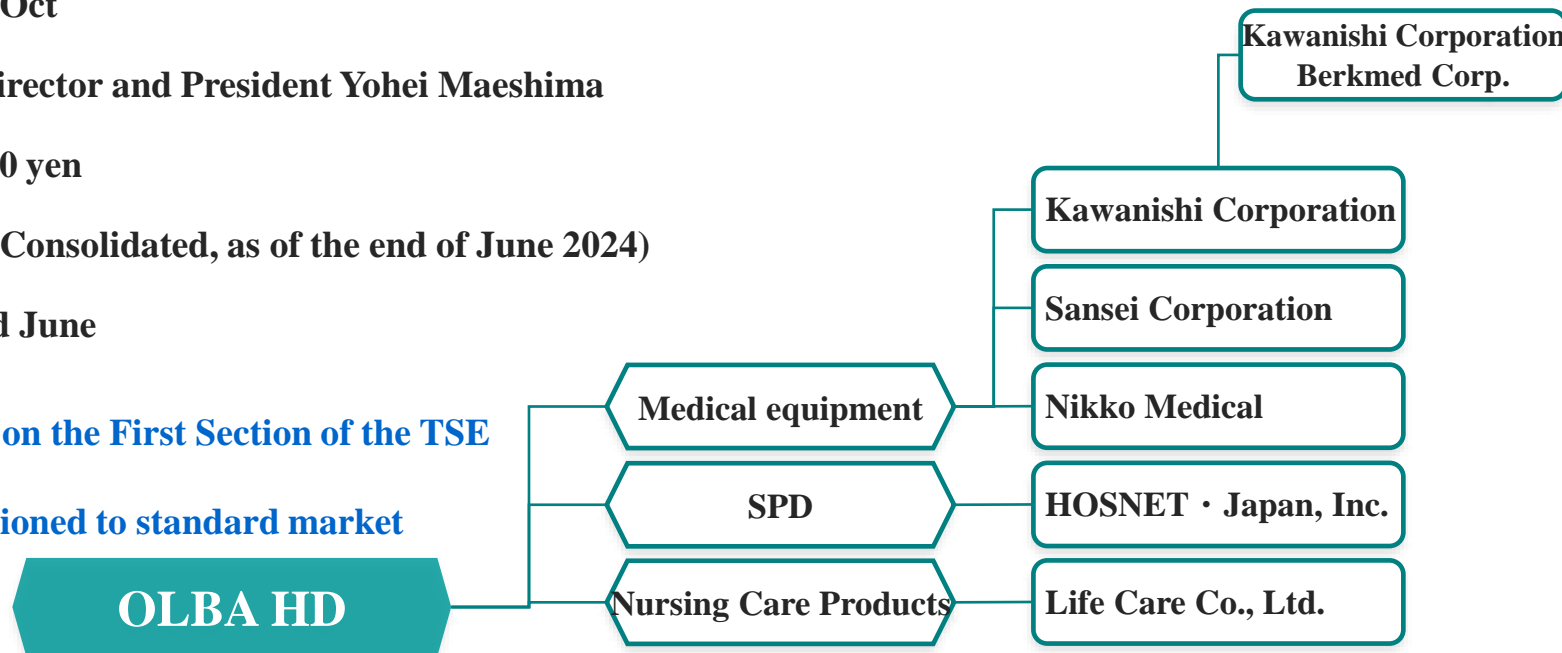 Oct
Director and President Yohei Maeshima
0 yen
Consolidated, as of the end of June 2024)
June
on the First Section of the TSE
to standard market
OLBA HD
Medical equipment
SPD
Nursing Care Products
Kawanishi Corporation
Berkmed Corp.
Kawanishi Corporation
Sansei Corporation
Nikko Medical
HOSNET・Japan, Inc.
Life Care Co., Ltd.